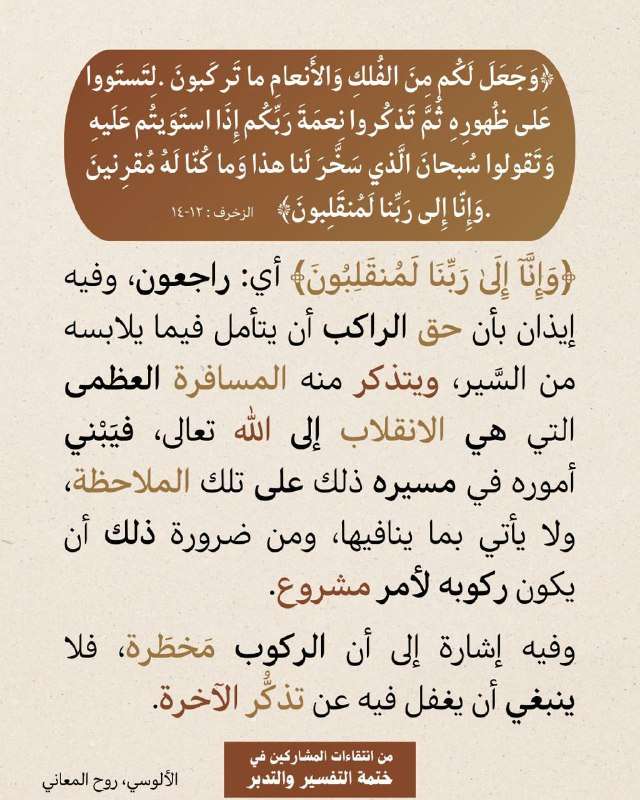 ﴿وَجَعَلَ لَكُم مِنَ الفُلكِ وَالأَنعامِ ما تَركَبونَ .لِتَستَووا
عَلى ظُهورِهِ ثُمَّ تَذكُروا نِعمَةَ رَبِّكُم إِذَا استَوَيتُم عَلَيهِ
وَتَقولوا سُبحانَ الَّذي سَخَّرَ لَنا هذا وَما كُنّا لَهُ مُقرِنينَ
.وَإِنّا إِلى رَبِّنا لَمُنقَلِبونَ﴾ الزخرف : ١٢-١٤
﴿وَإِنَّآ إِلَىٰ رَبِّنَا لَمُنقَلِبُونَ﴾ أي: راجعون، وفيه
إيذان بأن حق الراكب أن يتأمل فيما يلابسه
من السَّير، ويتذكر منه المسافرة العظمى
التي هي الانقلاب إلى الله تعالى، فيَبْني
أموره في مسيره ذلك على تلك الملاحظة،
ولا يأتي بما ينافيها، ومن ضرورة ذلك أن
يكون ركوبه لأمر مشروع.
وفيه إشارة إلى أن الركوب مَخطَرة، فلا
ينبغي أن يغفل فيه عن تذكُّر الآخرة.
من انتقاءات المشاركين في
ختمة التفسير والتدبر
الألوسي، روح المعاني